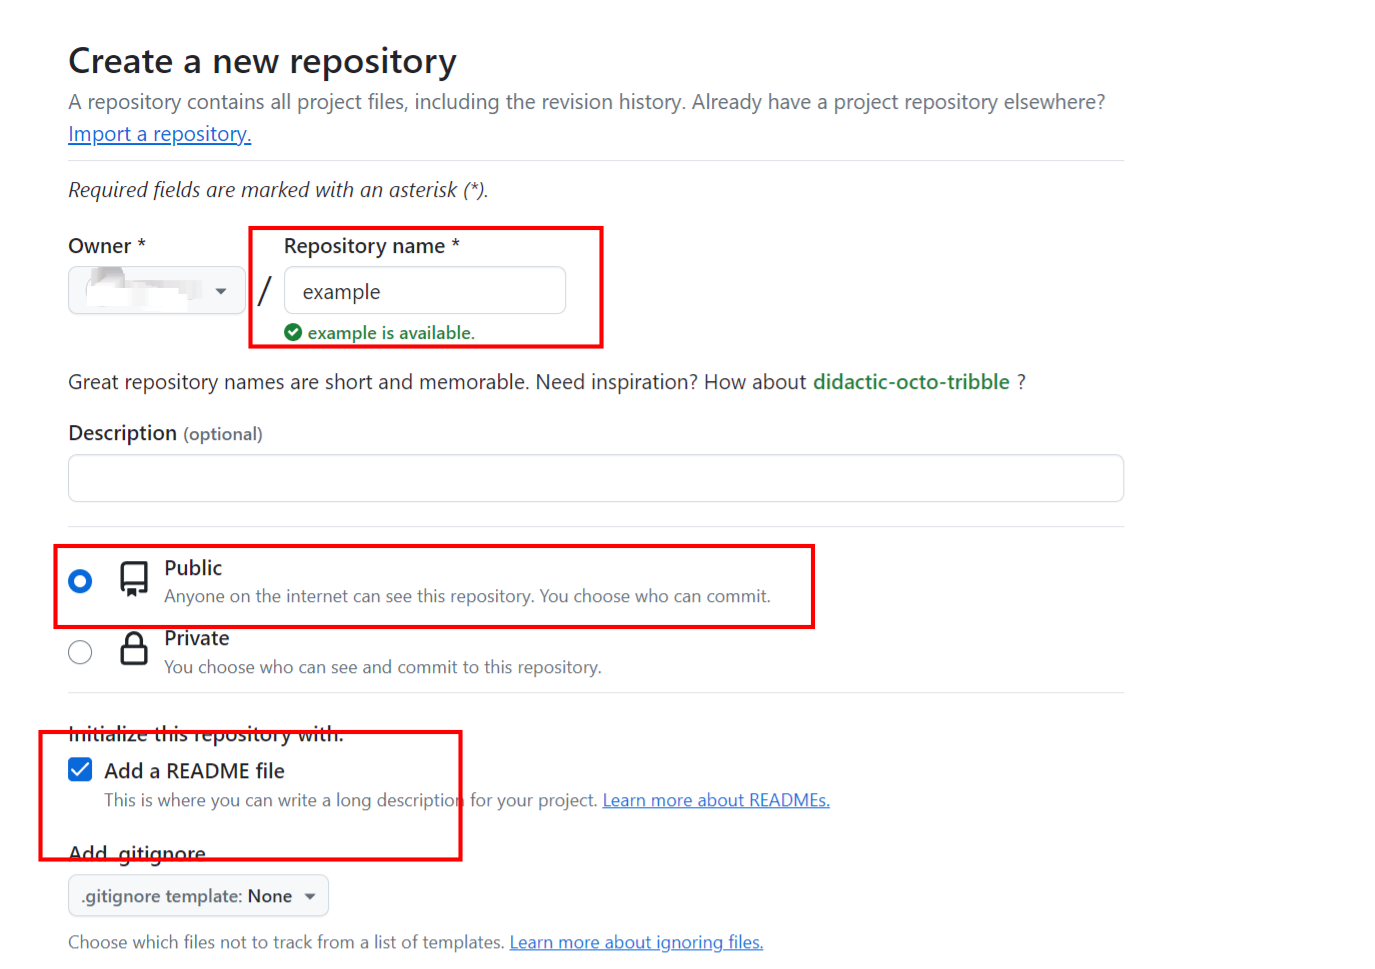 Create a new repository
A repository contains all project files, including the revision history. Already have a project repository elsewhere?
Import a repository.
Required fields are marked with an asterisk (*).
Owner *
Repository name *
/
example
example is available.
Great repository names are short and memorable. Need inspiration? How about didactic-octo-tribble ?
Description (optional)
Public
Anyone on the internet can see this repository. You choose who can commit.
Private
You choose who can see and commit to this repository.
Initialize this repository with:
Add a README file
This is where you can write a long description for your project. Learn more about READMEs.
Add .gitignore
.gitignore template: None
Choose which files not to track from a list of templates. Learn more about ignoring files.